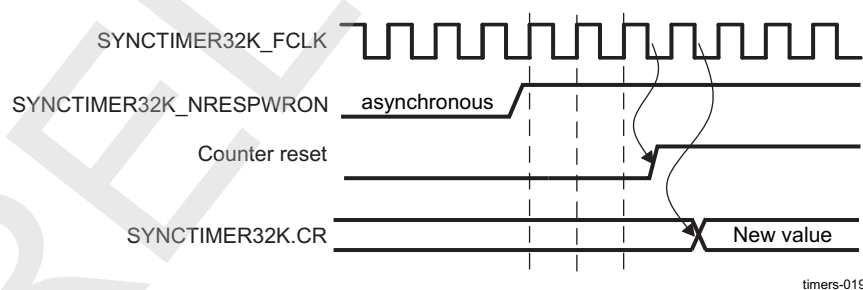 SYNCTIMER32K_FCLK
SYNCTIMER32K_NRESPWRON
asynchronous
Counter reset
SYNCTIMER32K.CR
New value
timers-019